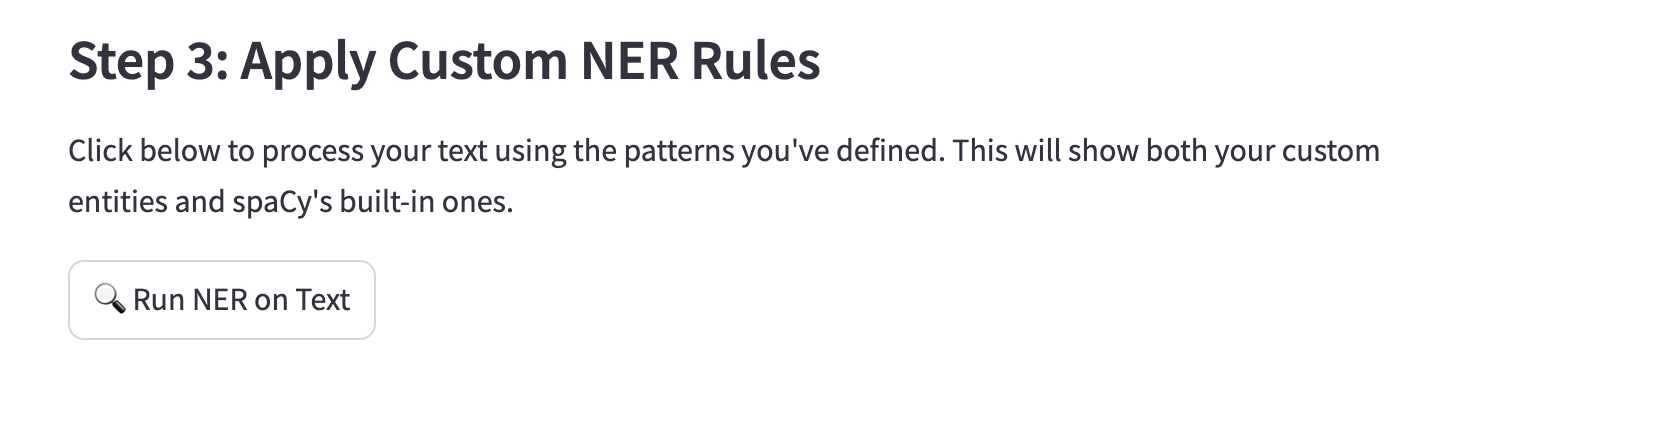 Step 3: Apply Custom NER Rules
Click below to process your text using the patterns you've defined. This will show both your custom
entities and spaCy's built-in ones.
🔍 Run NER on Text